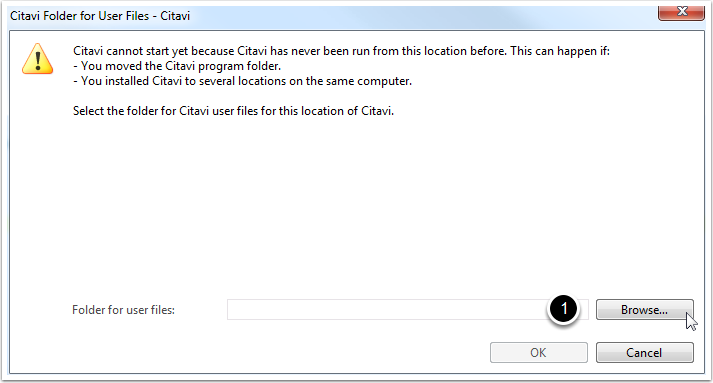 Citavi Folder for User Files - Citavi
Citavi cannot start yet because Citavi has never been run from this location before. This can happen if:
- You moved the Citavi program folder.
- You installed Citavi to several locations on the same computer.
Select the folder for Citavi user files for this location of Citavi.
Folder for user files:
1
Browse...
OK
Cancel